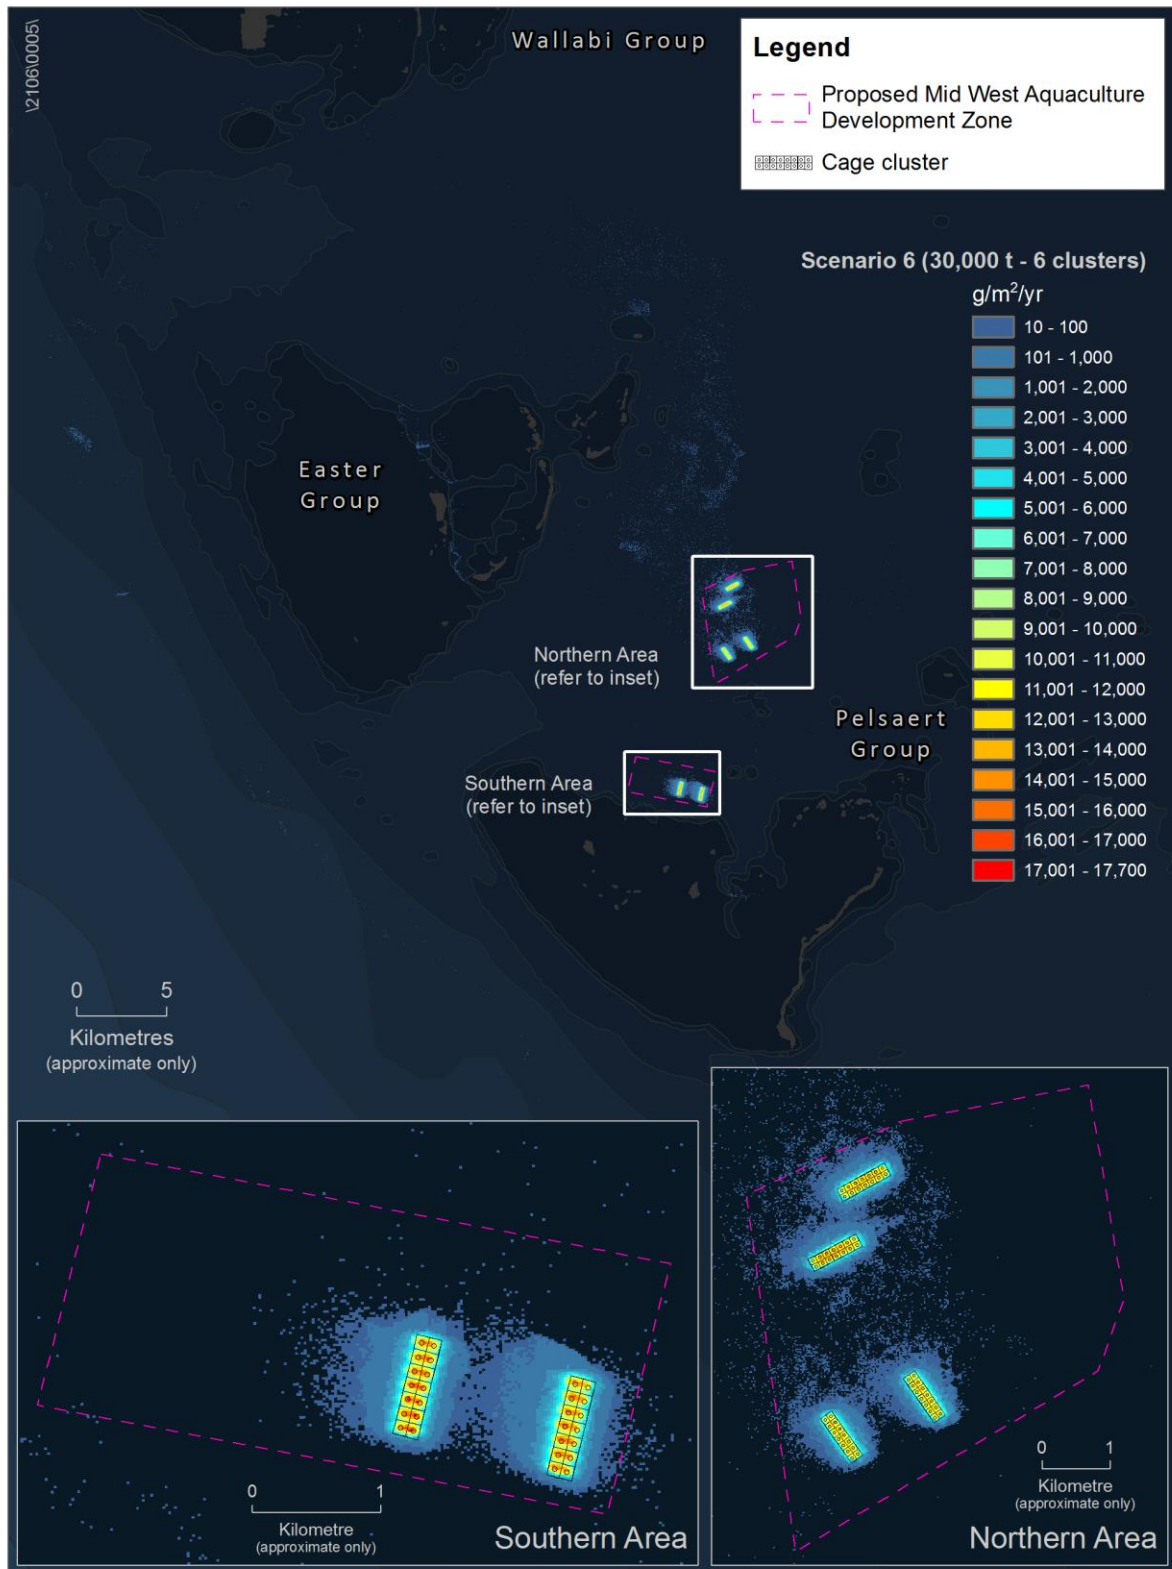 \2106\0005\
Wallabi Group
Legend
Proposed Mid West Aquaculture
Development Zone
Cage cluster
Scenario 6 (30,000 t - 6 clusters)
g/m²/yr
10 - 100
101 - 1,000
1,001 - 2,000
2,001 - 3,000
3,001 - 4,000
4,001 - 5,000
5,001 - 6,000
6,001 - 7,000
7,001 - 8,000
8,001 - 9,000
9,001 - 10,000
10,001 - 11,000
11,001 - 12,000
12,001 - 13,000
13,001 - 14,000
14,001 - 15,000
15,001 - 16,000
16,001 - 17,000
17,001 - 17,700
Easter
Group
Northern Area
(refer to inset)
Pelsaert
Group
Southern Area
(refer to inset)
0 5
Kilometres
(approximate only)
0 1
Kilometre
(approximate only)
Southern Area
0 1
Kilometre
(approximate only)
Northern Area